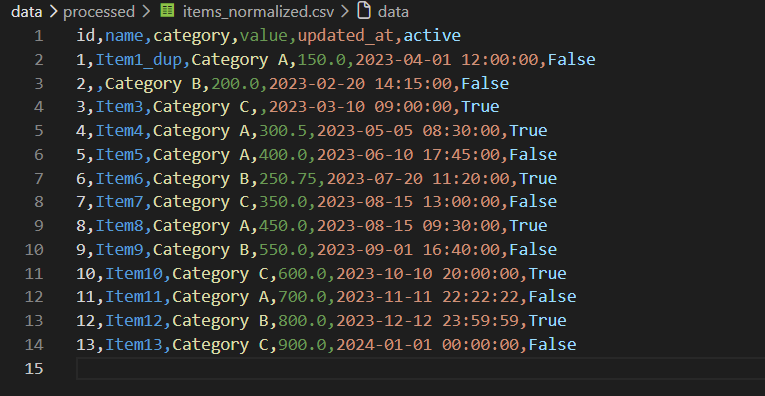 data > processed > items_normalized.csv > data
1 id,name,category,value,updated_at,active
2 1,Item1_dup,Category A,150.0,2023-04-01 12:00:00,False
3 2,,Category B,200.0,2023-02-20 14:15:00,False
4 3,Item3,Category C,,2023-03-10 09:00:00,True
5 4,Item4,Category A,300.5,2023-05-05 08:30:00,True
6 5,Item5,Category A,400.0,2023-06-10 17:45:00,False
7 6,Item6,Category B,250.75,2023-07-20 11:20:00,True
8 7,Item7,Category C,350.0,2023-08-15 13:00:00,False
9 8,Item8,Category A,450.0,2023-08-15 09:30:00,True
10 9,Item9,Category B,550.0,2023-09-01 16:40:00,False
11 10,Item10,Category C,600.0,2023-10-10 20:00:00,True
12 11,Item11,Category A,700.0,2023-11-11 22:22:22,False
13 12,Item12,Category B,800.0,2023-12-12 23:59:59,True
14 13,Item13,Category C,900.0,2024-01-01 00:00:00,False
15